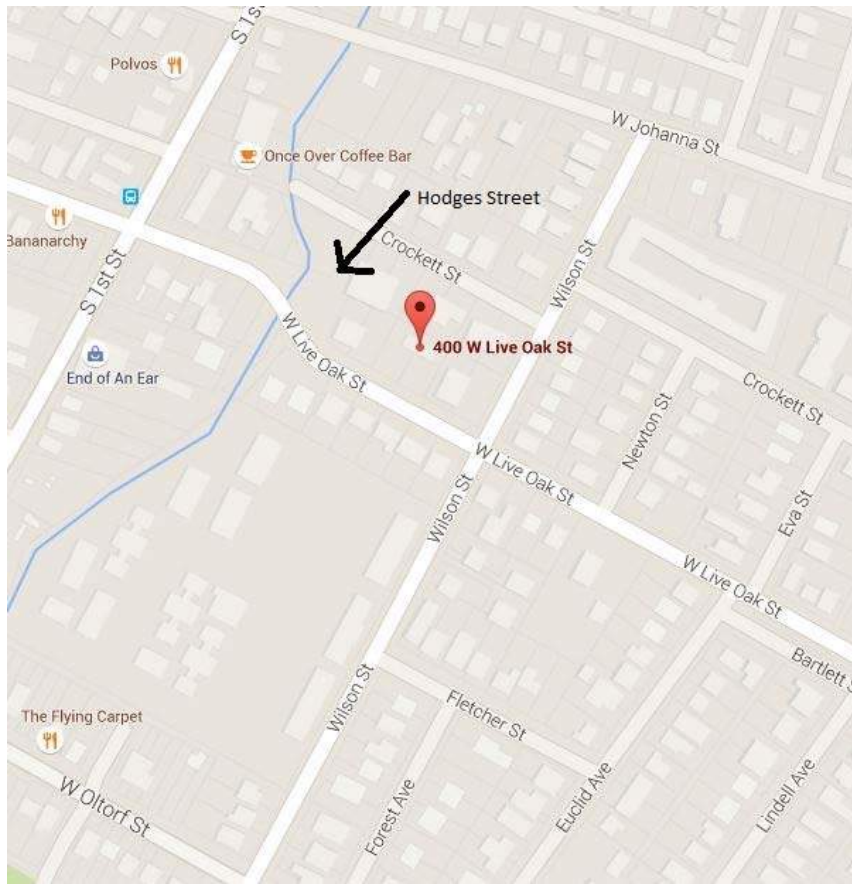 S 1st
Polvos
W Johanna St
Once Over Coffee Bar
Hodges Street
Bananarchy
Crockett St
Wilson St
S 1st St
W Live Oak St
400 W Live Oak St
End of An Ear
Crockett St
Newton St
W Live Oak St
Wilson St
Eva St
W Live Oak St
Bartlett S
The Flying Carpet
Wilson St
Fletcher St
W Oltorf St
Forest Ave
Euclid Ave
Lindell Ave